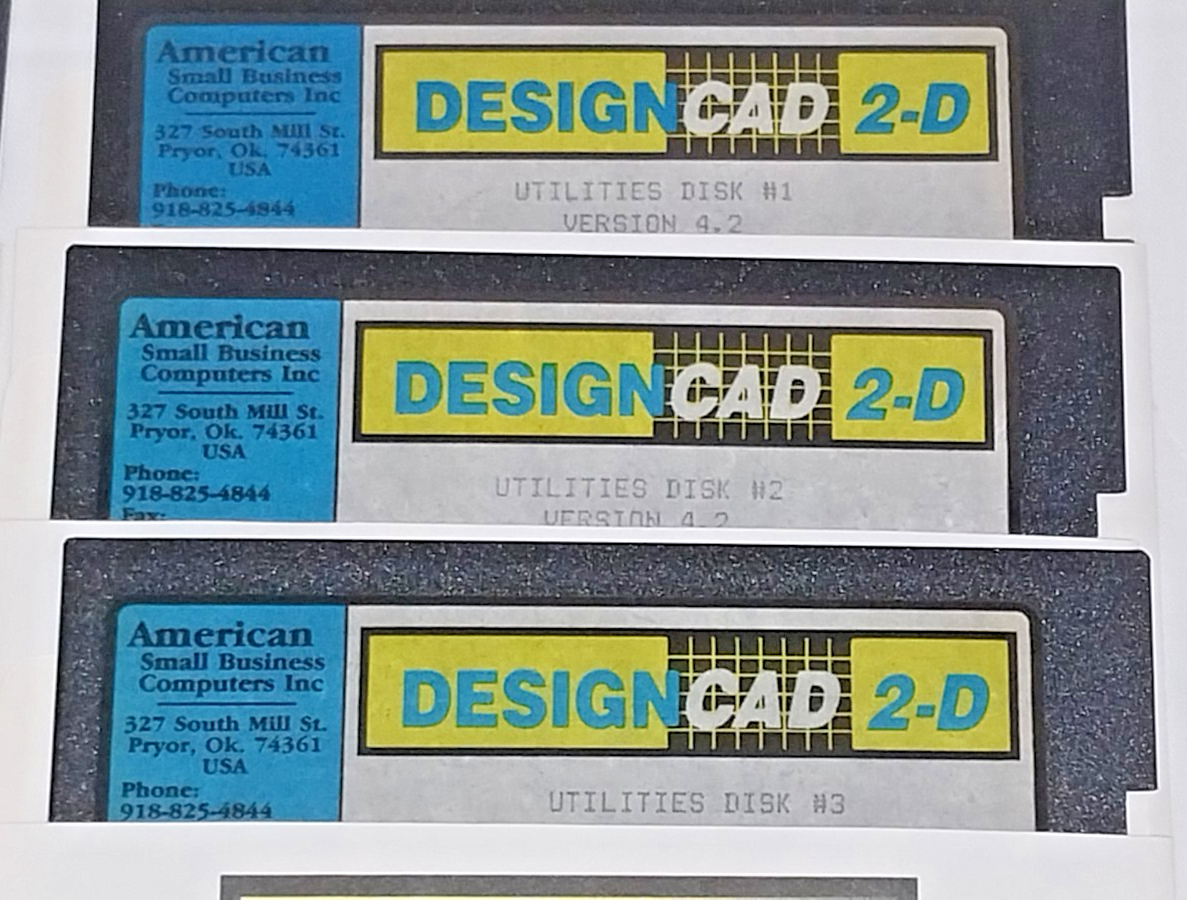 American
Small Business
Computers Inc
327 South Mill St.
Pryor, Ok. 74361
USA
Phone:
918-825-4844
DESIGNCAD 2-D
UTILITIES DISK #1
VERSION 4.2
American
Small Business
Computers Inc
327 South Mill St.
Pryor, Ok. 74361
USA
Phone:
918-825-4844
Fax:
DESIGNCAD 2-D
UTILITIES DISK #2
VERSION 4.2
American
Small Business
Computers Inc
327 South Mill St.
Pryor, Ok. 74361
USA
Phone:
918-825-4844
DESIGNCAD 2-D
UTILITIES DISK #3